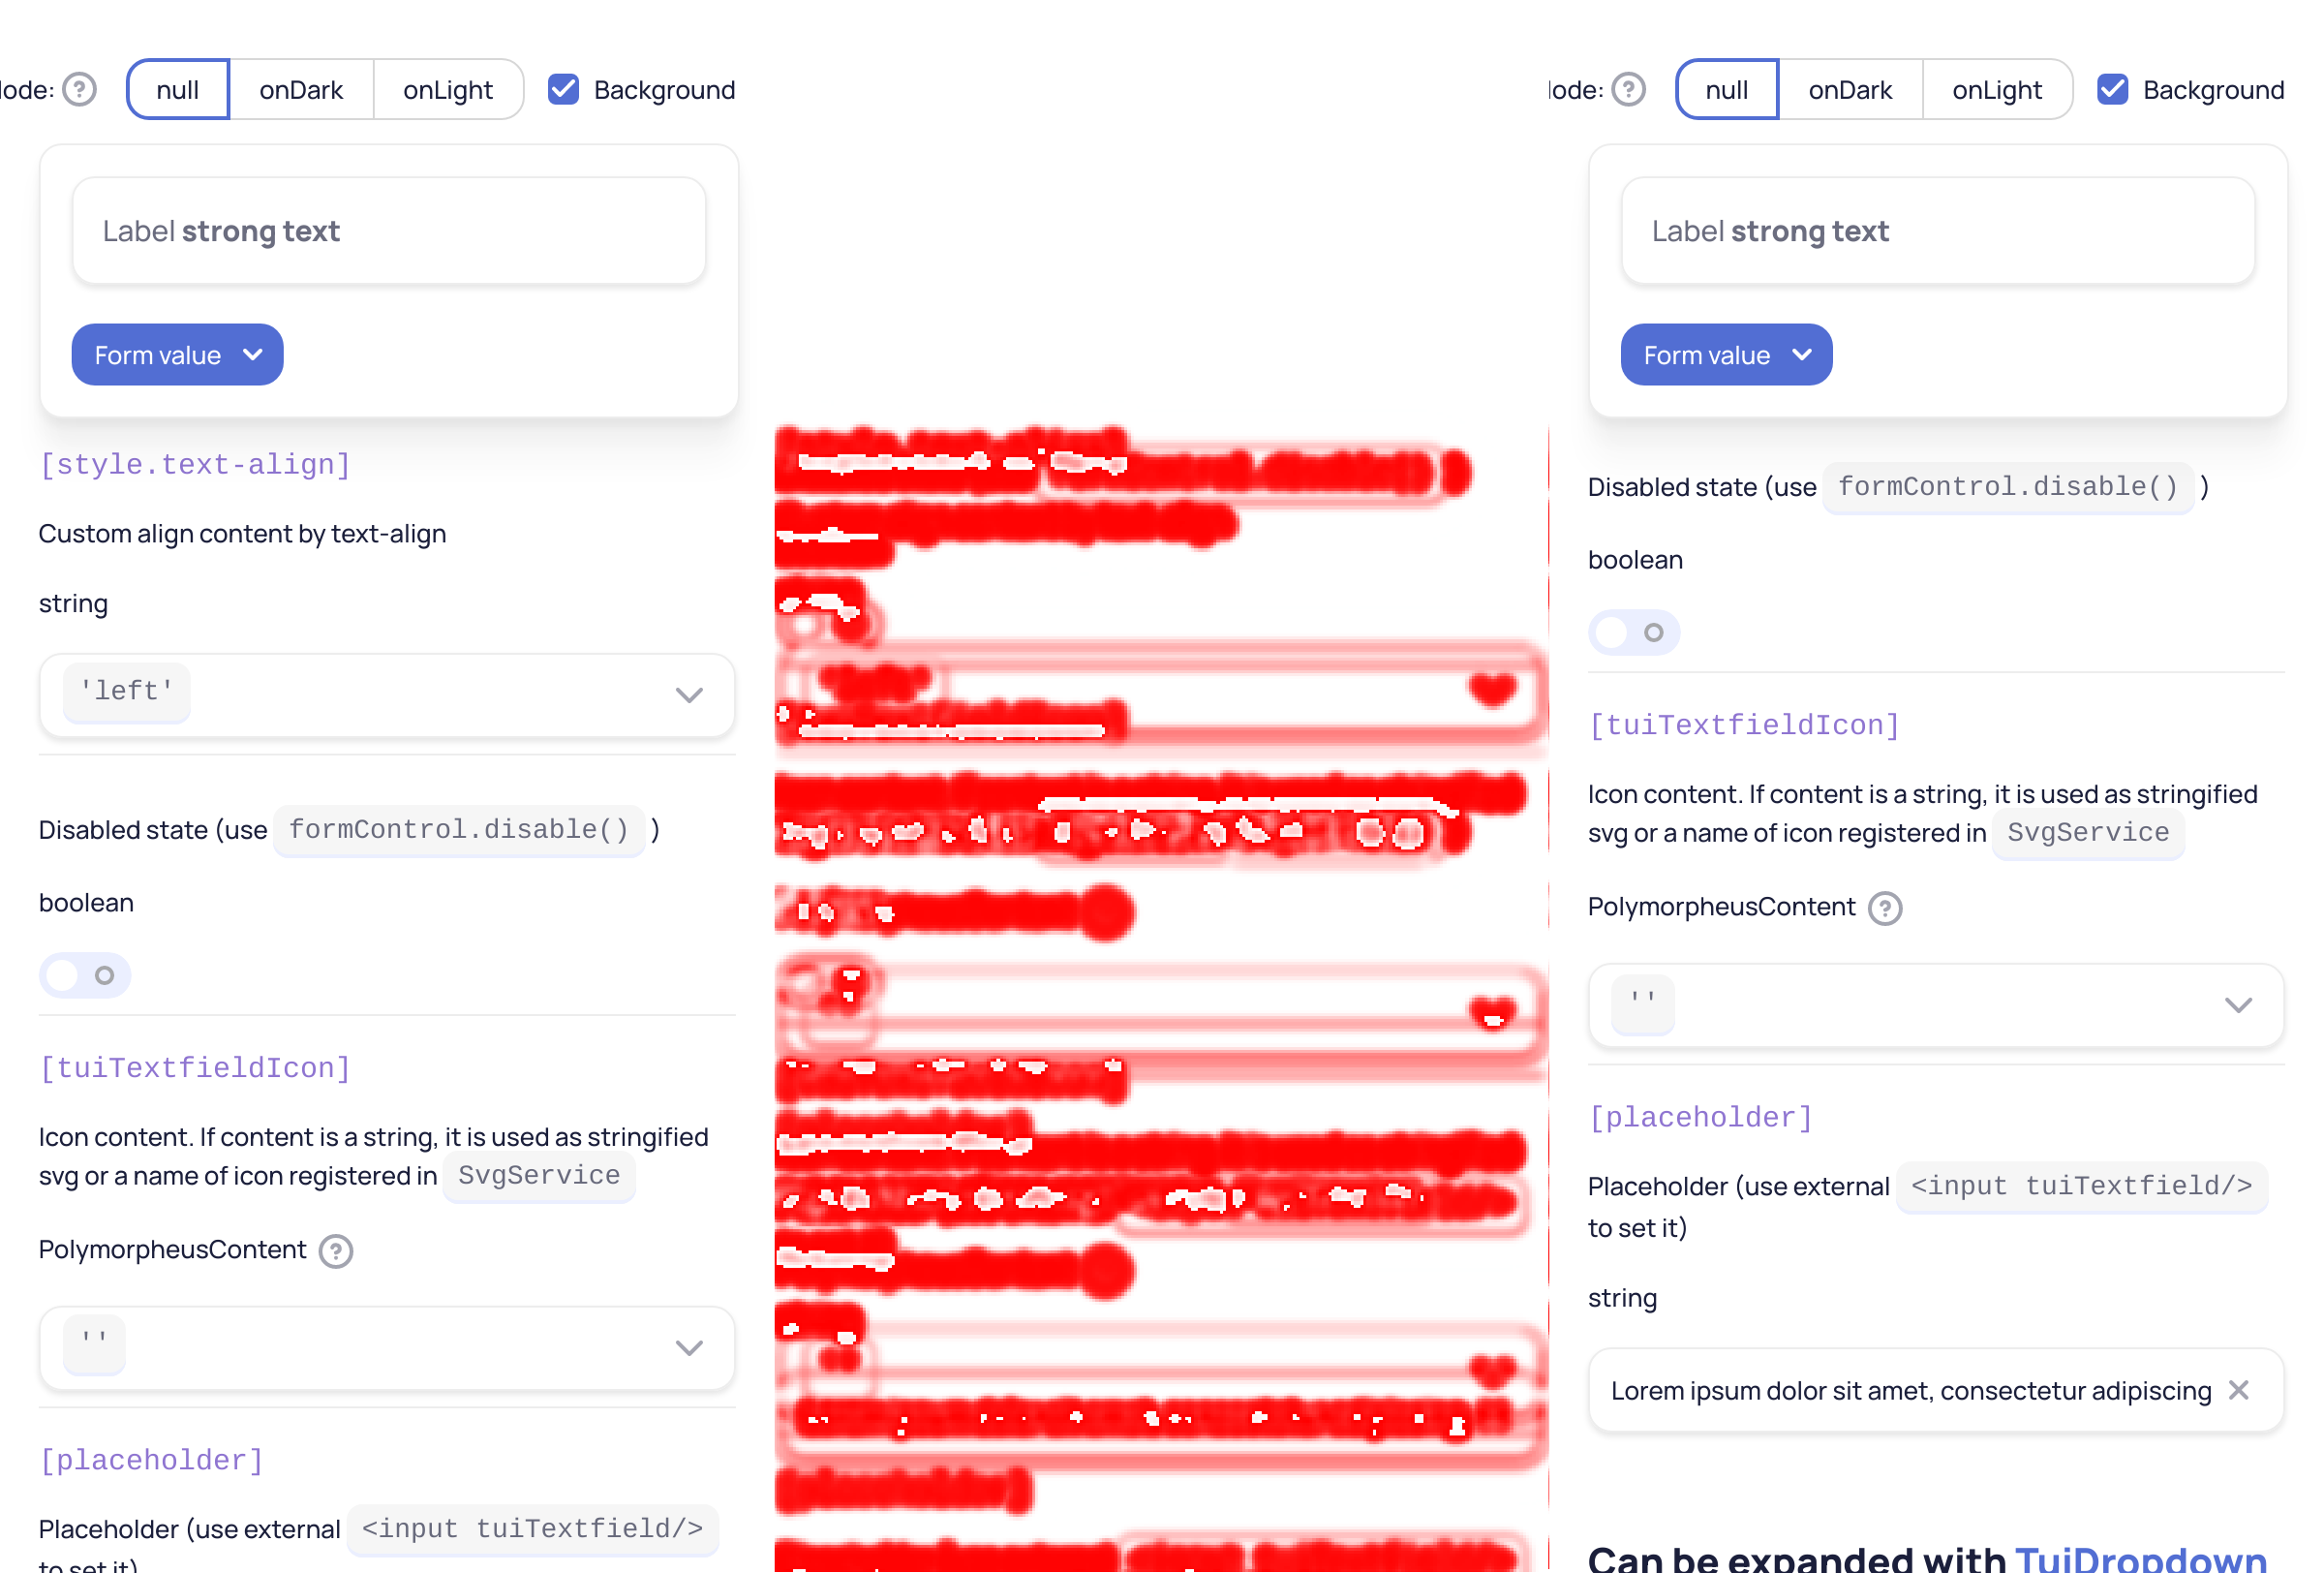 lode:
null
onDark
onLight
Background
Label strong text
Form value
[style.text-align]
Custom align content by text-align
string
'left'
Disabled state (use formControl.disable() )
boolean
[tuiTextfieldIcon]
Icon content. If content is a string, it is used as stringified
svg or a name of icon registered in SvgService
PolymorpheusContent
''
[placeholder]
Placeholder (use external <input tuiTextfield/>
to set it)
lode:
null
onDark
onLight
Background
Label strong text
Form value
Disabled state (use formControl.disable() )
boolean
[tuiTextfieldIcon]
Icon content. If content is a string, it is used as stringified
svg or a name of icon registered in SvgService
PolymorpheusContent
''
[placeholder]
Placeholder (use external <input tuiTextfield/>
to set it)
string
Lorem ipsum dolor sit amet, consectetur adipiscing
Can be expanded with TuiDropdown